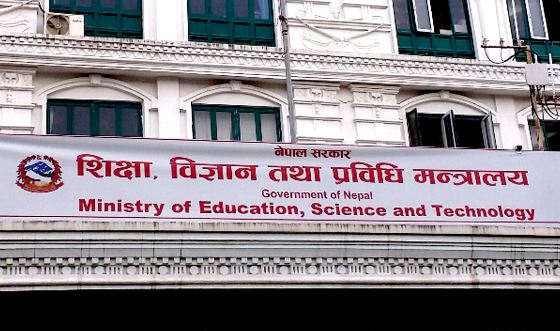 नेपाल सरकार
शिक्षा, विज्ञान तथा प्रविधि मन्त्रालय
Government of Nepal
Ministry of Education, Science and Technology